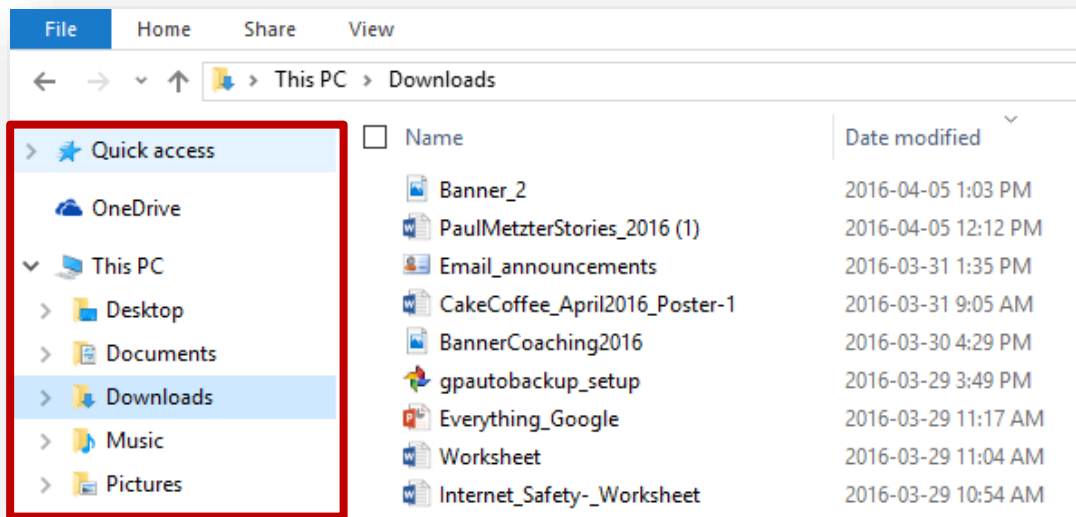 File Home Share View
This PC > Downloads
Quick access
OneDrive
This PC
Desktop
Documents
Downloads
Music
Pictures
Name Date modified
Banner_2 2016-04-05 1:03 PM
PaulMetzterStories_2016 (1) 2016-04-05 12:12 PM
Email_announcements 2016-03-31 1:35 PM
CakeCoffee_April2016_Poster-1 2016-03-31 9:05 AM
BannerCoaching2016 2016-03-30 4:29 PM
gpautobackup_setup 2016-03-29 3:49 PM
Everything_Google 2016-03-29 11:17 AM
Worksheet 2016-03-29 11:04 AM
Internet_Safety-_Worksheet 2016-03-29 10:54 AM